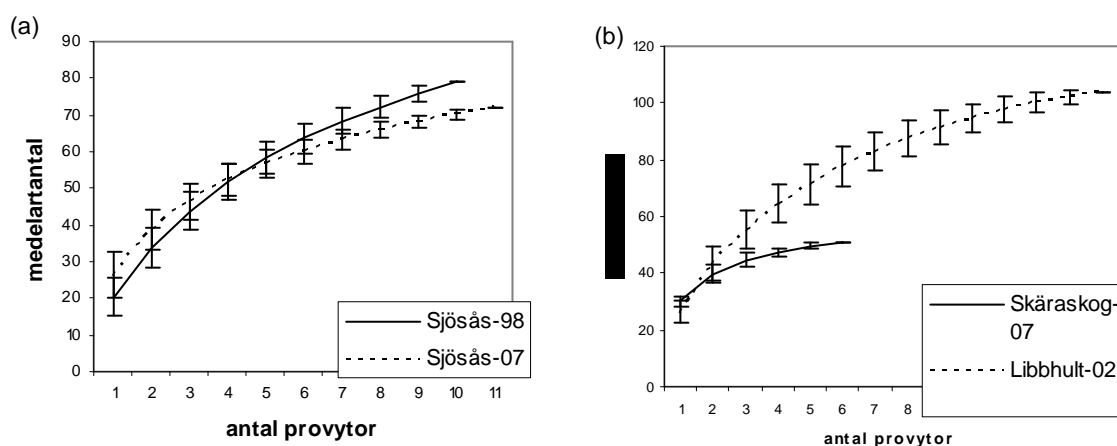 (a)
90
80
70
60
50
40
30
20
10
0
medelartantal
1 2 3 4 5 6 7 8 9 10 11
antal provytor
Sjösås-98
Sjösås-07
(b)
120
100
80
60
40
20
0
1 2 3 4 5 6 7 8
antal provytor
Skäraskog-
07
Libbhult-02